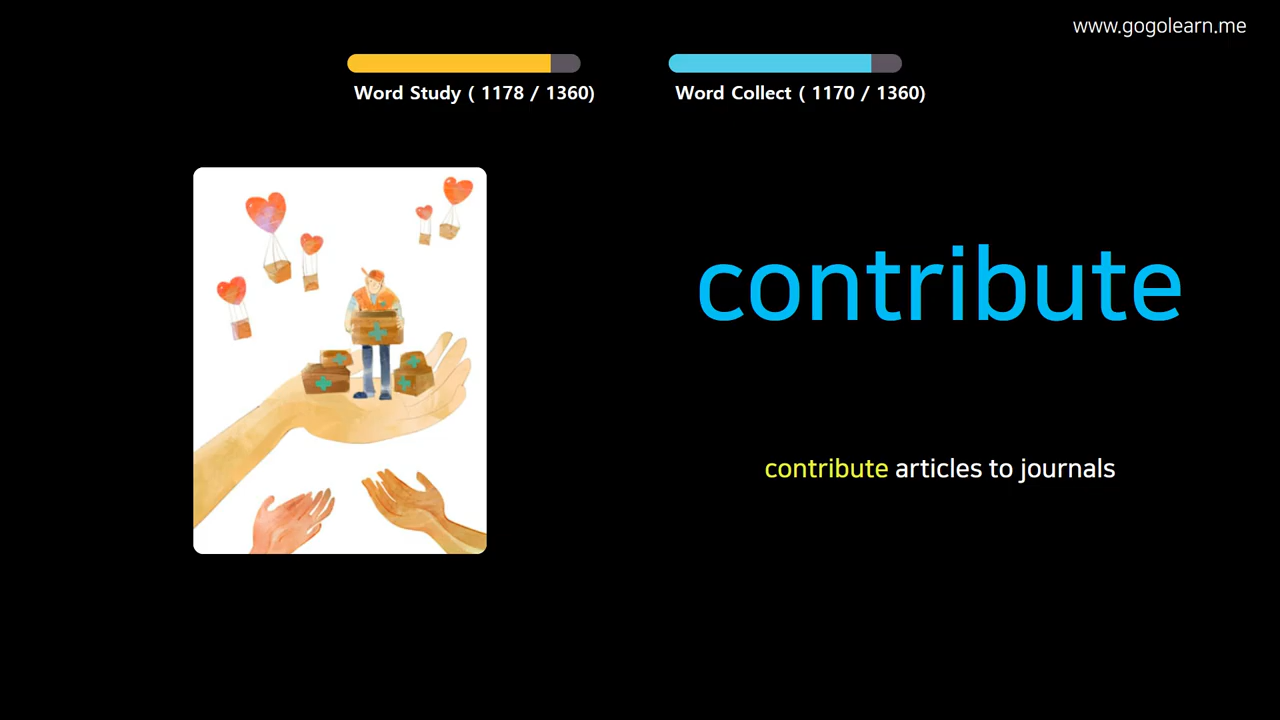 www.gogolearn.me
Word Study ( 1178 / 1360)
Word Collect ( 1170 / 1360)
contribute
contribute articles to journals